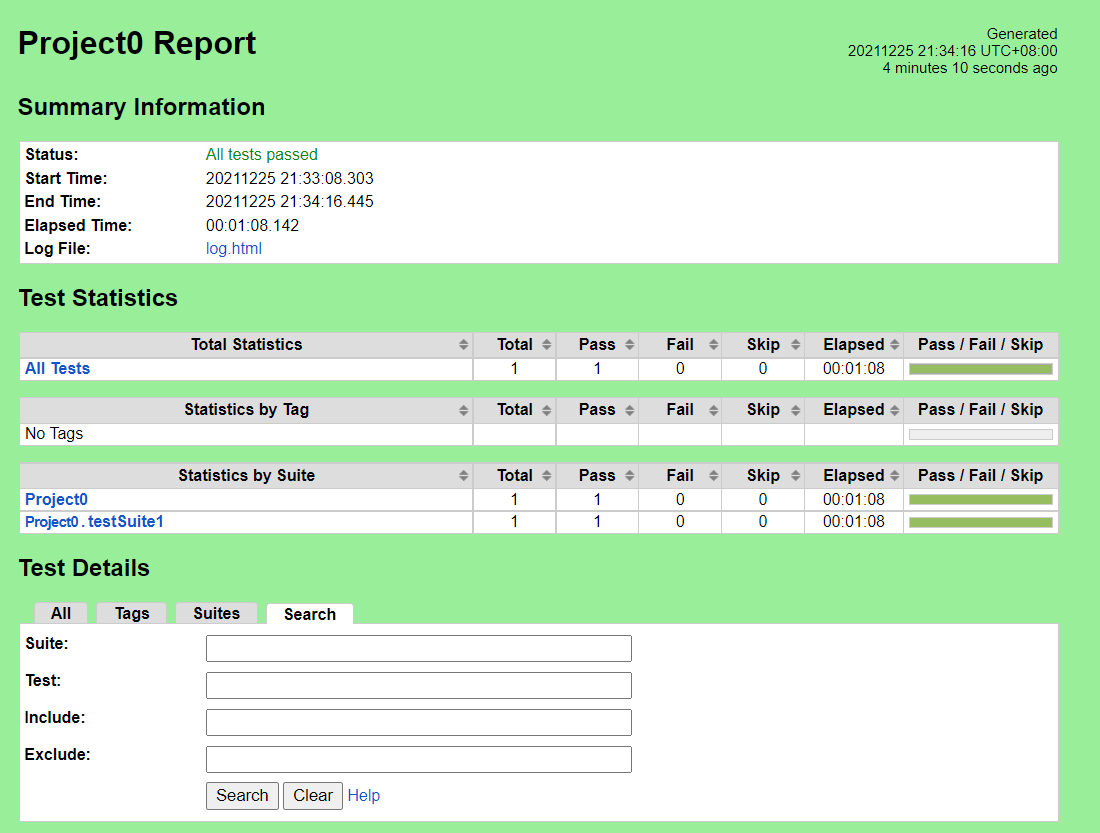 Project0 Report
Generated
20211225 21:34:16 UTC+08:00
4 minutes 10 seconds ago
Summary Information
Status: All tests passed
Start Time: 20211225 21:33:08.303
End Time: 20211225 21:34:16.445
Elapsed Time: 00:01:08.142
Log File: log.html
Test Statistics
Total Statistics Total Pass Fail Skip Elapsed Pass / Fail / Skip
All Tests 1 1 0 0 00:01:08
Statistics by Tag Total Pass Fail Skip Elapsed Pass / Fail / Skip
No Tags
Statistics by Suite Total Pass Fail Skip Elapsed Pass / Fail / Skip
Project0 1 1 0 0 00:01:08
Project0 . testSuite1 1 1 0 0 00:01:08
Test Details
All Tags Suites Search
Suite:
Test:
Include:
Exclude:
Search Clear Help